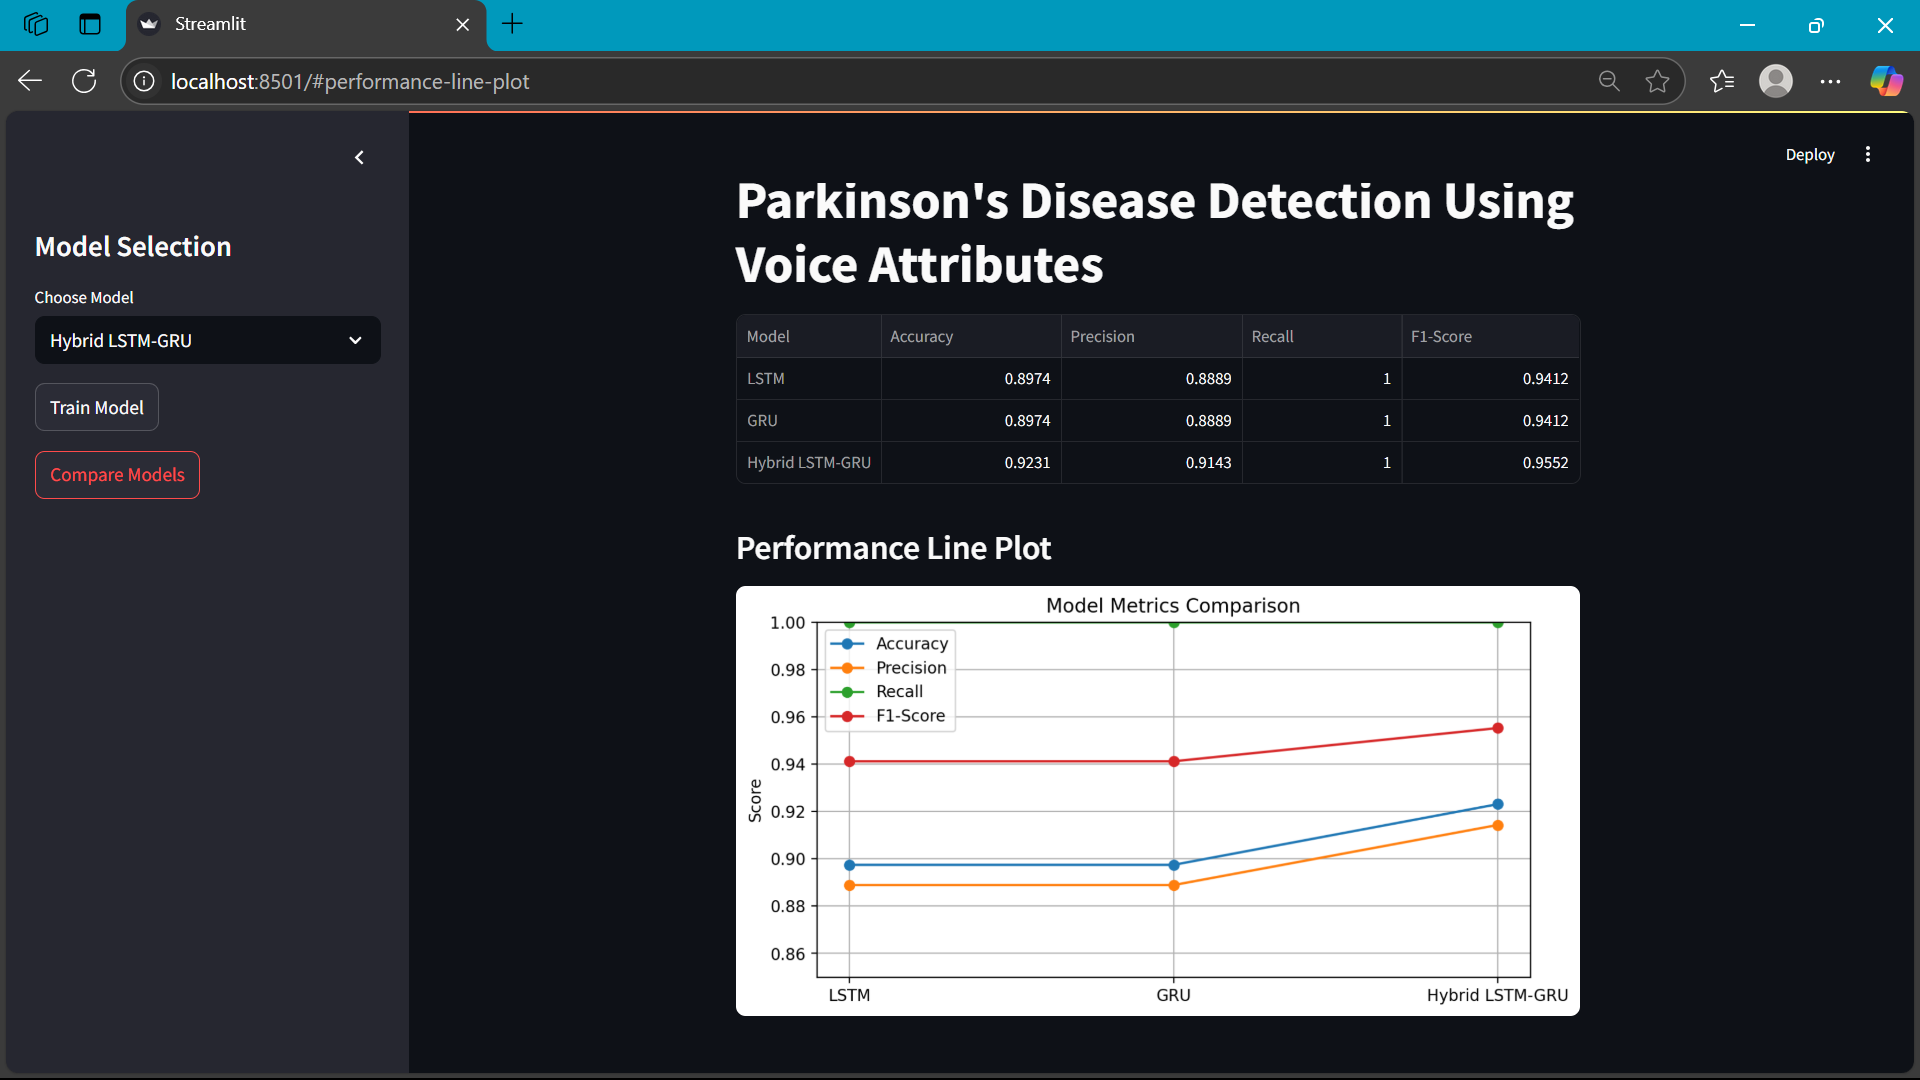 Streamlit
localhost:8501/#performance-line-plot
Deploy
Model Selection
Choose Model
Hybrid LSTM-GRU
Train Model
Compare Models
Parkinson's Disease Detection Using
Voice Attributes
Model Accuracy Precision Recall F1-Score
LSTM 0.8974 0.8889 1 0.9412
GRU 0.8974 0.8889 1 0.9412
Hybrid LSTM-GRU 0.9231 0.9143 1 0.9552
Performance Line Plot
Model Metrics Comparison
1.00
0.98
0.96
0.94
0.92
0.90
0.88
0.86
Score
Accuracy
Precision
Recall
F1-Score
LSTM GRU Hybrid LSTM-GRU